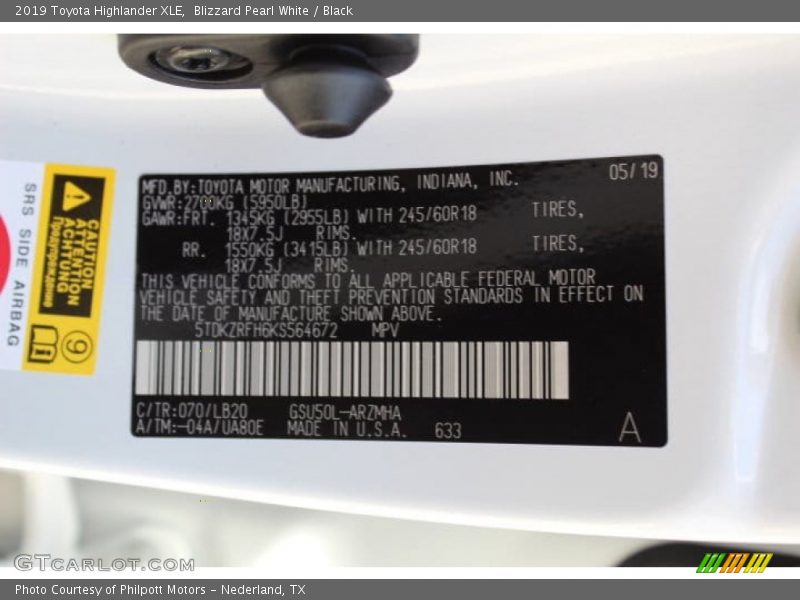 2019 Toyota Highlander XLE, Blizzard Pearl White / Black
MFD.BY:TOYOTA MOTOR MANUFACTURING, INDIANA, INC. 05/19
GVWR:2700KG (5950LB)
GAWR:FRT. 1345KG (2955LB) WITH 245/60R18 TIRES,
18X7.5J RIMS.
RR. 1550KG (3415LB) WITH 245/60R18 TIRES,
18X7.5J RIMS.
THIS VEHICLE CONFORMS TO ALL APPLICABLE FEDERAL MOTOR
VEHICLE SAFETY AND THEFT PREVENTION STANDARDS IN EFFECT ON
THE DATE OF MANUFACTURE SHOWN ABOVE.
5TDKZRFH6KS564672 MPV
C/TR:070/LB20 GSU50L-ARZMHA
A/TM:-04A/UA80E MADE IN U.S.A. 633 A
SRS SIDE AIRBAG
CAUTION
ATTENTION
ACHTUNG
Предупреждение
9
GTCARLOT.COM
Photo Courtesy of Philpott Motors - Nederland, TX